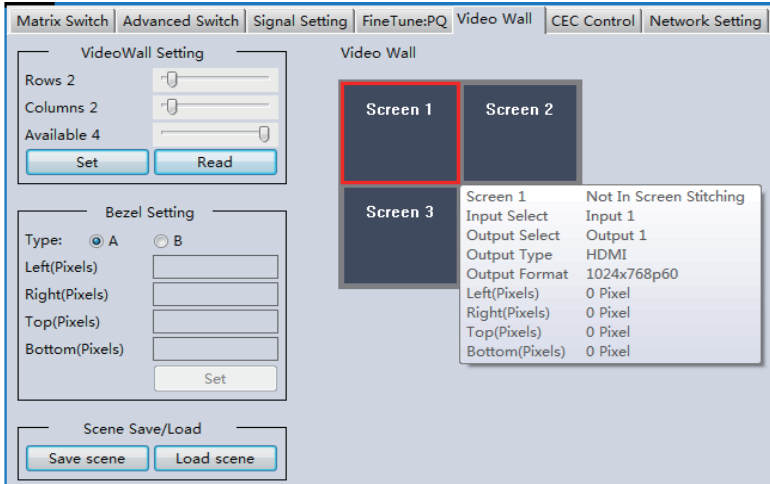 Matrix Switch Advanced Switch Signal Setting FineTune:PQ Video Wall CEC Control Network Setting
VideoWall Setting
Rows 2
Columns 2
Available 4
Set Read
Bezel Setting
Type: A B
Left(Pixels)
Right(Pixels)
Top(Pixels)
Bottom(Pixels)
Set
Scene Save/Load
Save scene Load scene
Video Wall
Screen 1 Screen 2
Screen 3
Screen 1 Not In Screen Stitching
Input Select Input 1
Output Select Output 1
Output Type HDMI
Output Format 1024x768p60
Left(Pixels) 0 Pixel
Right(Pixels) 0 Pixel
Top(Pixels) 0 Pixel
Bottom(Pixels) 0 Pixel